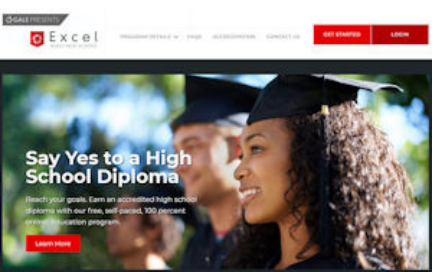 GALE PRESENTS
Excel
PROGRAM DETAILS
FAQS
ACCREDITATION
CONTACT US
GET STARTED
LOGIN
Say Yes to a High
School Diploma
Reach your goals. Earn an accredited high school
diploma with our free, self-paced, 100 percent
online education program.
Learn More